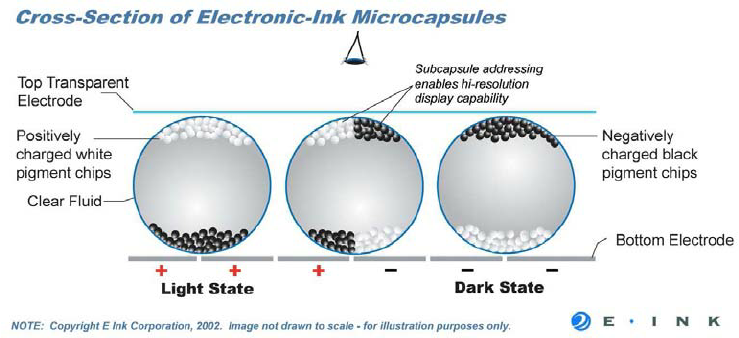 Cross-Section of Electronic-Ink Microcapsules
Subcapsule addressing
enables hi-resolution
display capability
Top Transparent
Electrode
Positively
charged white
pigment chips
Clear Fluid
Negatively
charged black
pigment chips
Bottom Electrode
+ + + − − −
Light State
Dark State
NOTE: Copyright E Ink Corporation, 2002. Image not drawn to scale - for illustration purposes only.
E · I N K